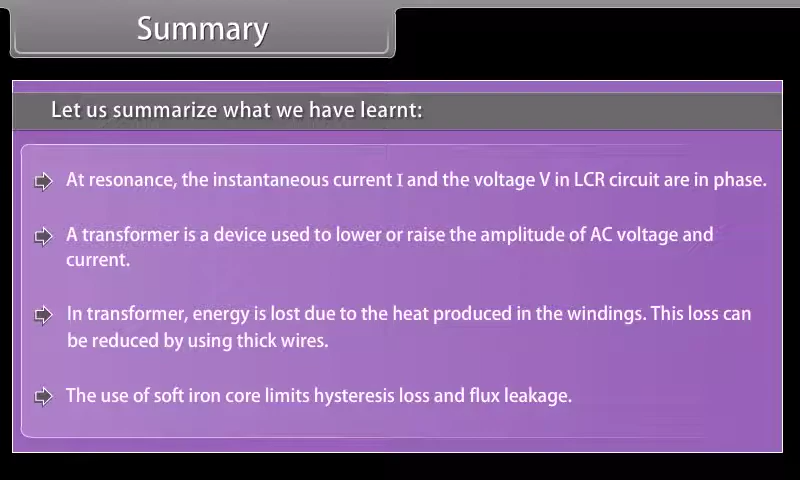 Summary
Let us summarize what we have learnt:
At resonance, the instantaneous current I and the voltage V in LCR circuit are in phase.
A transformer is a device used to lower or raise the amplitude of AC voltage and
current.
In transformer, energy is lost due to the heat produced in the windings. This loss can
be reduced by using thick wires.
The use of soft iron core limits hysteresis loss and flux leakage.